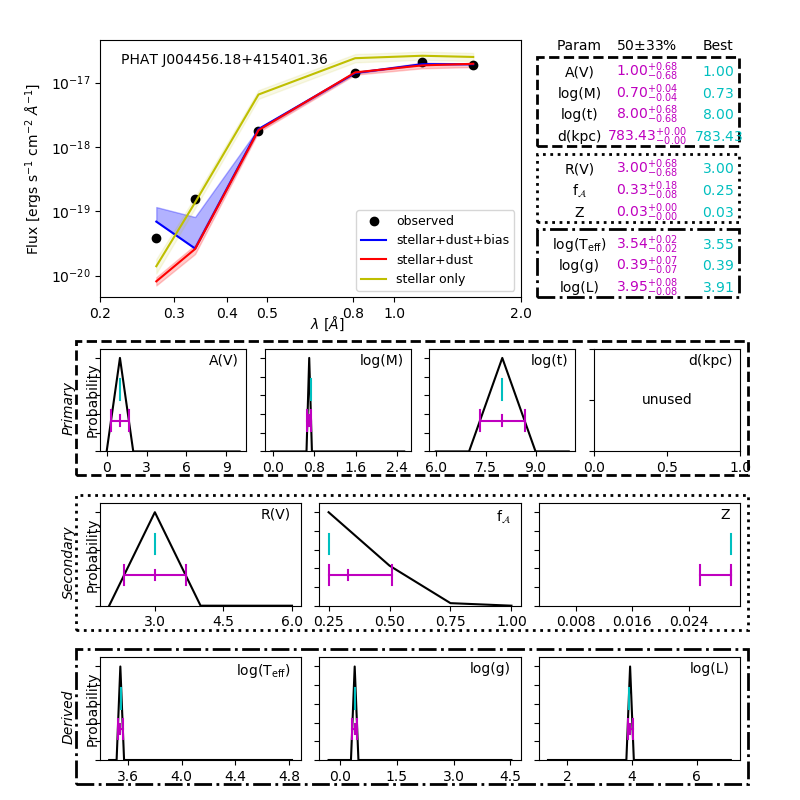 PHAT J004456.18+415401.36
Flux [ergs s⁻¹ cm⁻² Å⁻¹]
10⁻¹⁷
10⁻¹⁸
10⁻¹⁹
10⁻²⁰
observed
stellar+dust+bias
stellar+dust
stellar only
0.2 0.3 0.4 0.5 0.8 1.0 2.0
λ [Å]
Param 50±33% Best
A(V) 1.00+0.68−0.68 1.00
log(M) 0.70+0.04−0.04 0.73
log(t) 8.00+0.68−0.68 8.00
d(kpc) 783.43+0.00−0.00 783.43
R(V) 3.00+0.68−0.68 3.00
f_A 0.33+0.18−0.08 0.25
Z 0.03+0.00−0.00 0.03
log(T_eff) 3.54+0.02−0.02 3.55
log(g) 0.39+0.07−0.07 0.39
log(L) 3.95+0.08−0.08 3.91
Primary
Probability
A(V)
0 3 6 9
log(M)
0.0 0.8 1.6 2.4
log(t)
6.0 7.5 9.0
d(kpc)
unused
0.0 0.5 1.0
Secondary
Probability
R(V)
3.0 4.5 6.0
f_A
0.25 0.50 0.75 1.00
Z
0.008 0.016 0.024
Derived
Probability
log(T_eff)
3.6 4.0 4.4 4.8
log(g)
0.0 1.5 3.0 4.5
log(L)
2 4 6